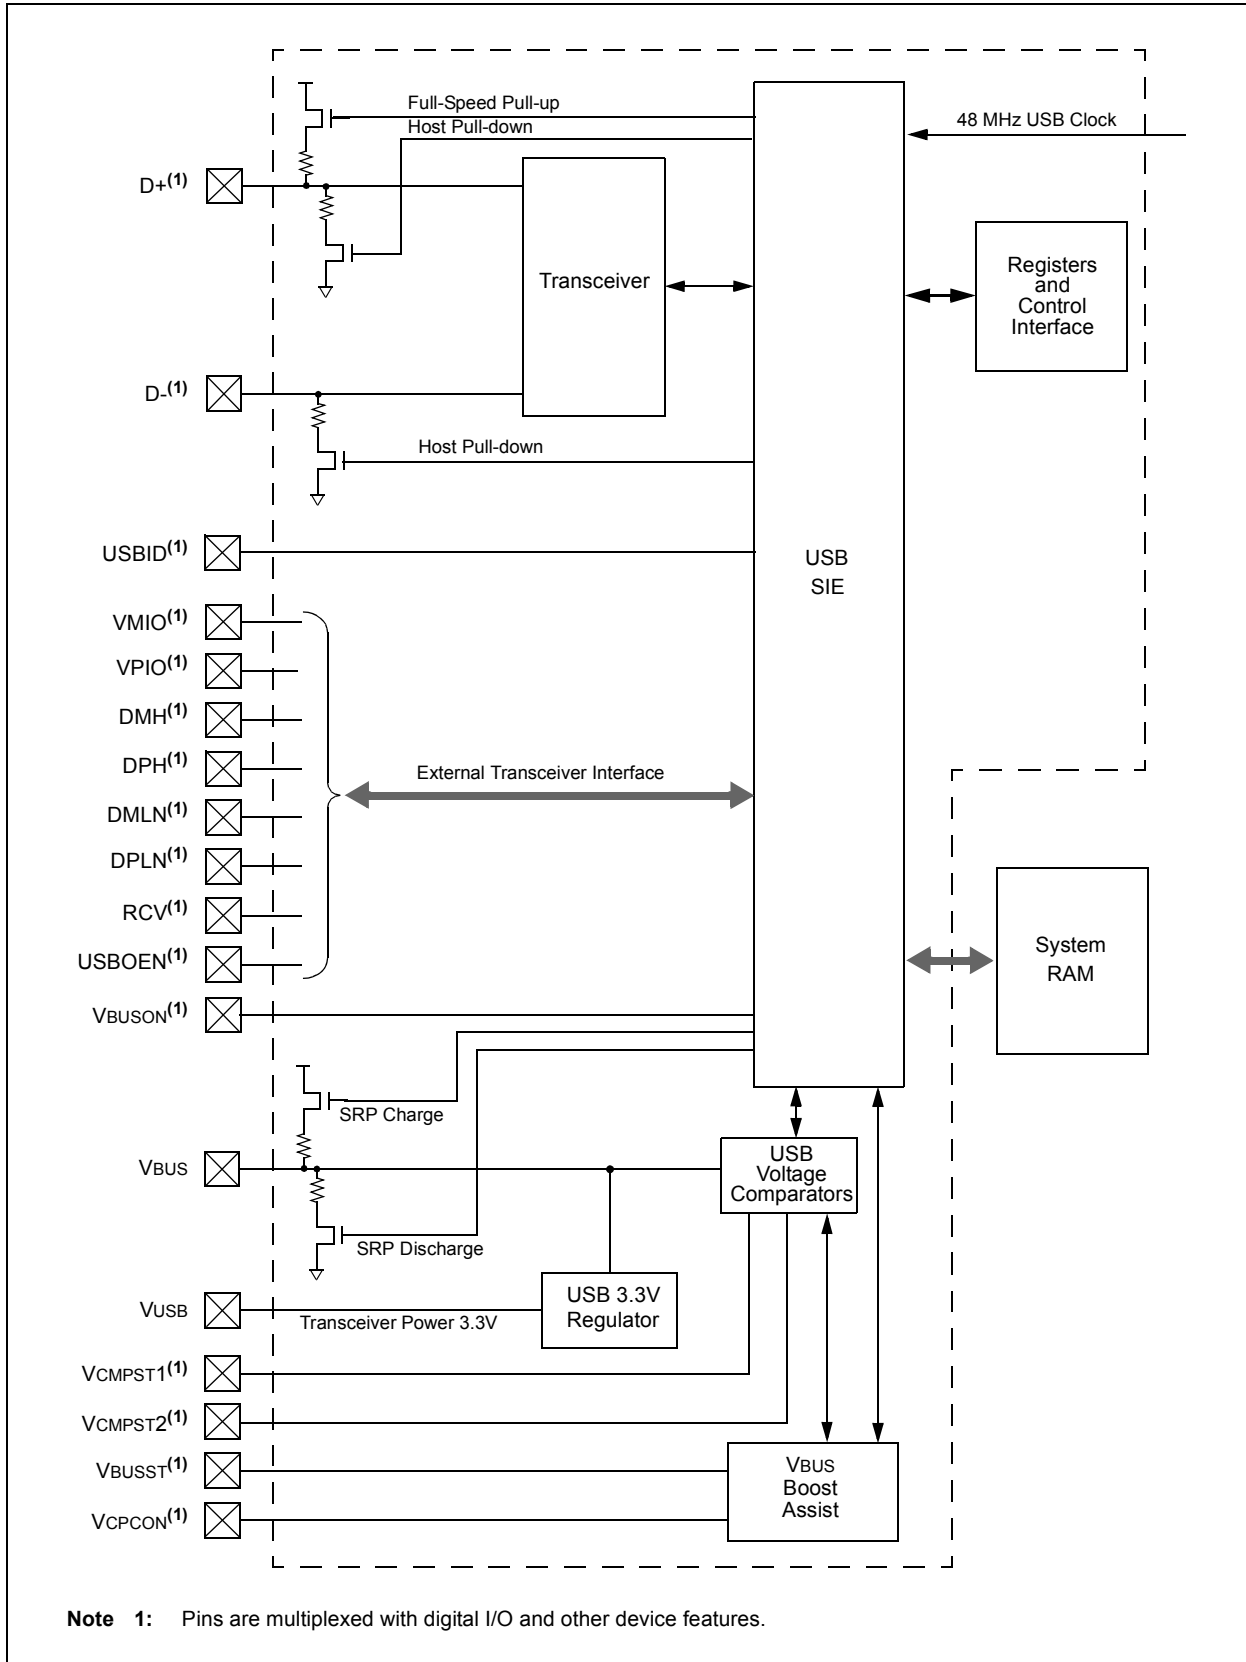 Full-Speed Pull-up
Host Pull-down
48 MHz USB Clock
D+(1)
Transceiver
Registers
and
Control
Interface
D-(1)
Host Pull-down
USBID(1)
USB
SIE
VMIO(1)
VPIO(1)
DMH(1)
DPH(1)
External Transceiver Interface
DMLN(1)
DPLN(1)
RCV(1)
USBOEN(1)
System
RAM
VBUSON(1)
SRP Charge
VBUS
USB
Voltage
Comparators
SRP Discharge
VUSB
Transceiver Power 3.3V
USB 3.3V
Regulator
VCMPST1(1)
VCMPST2(1)
VBUSST(1)
VCPCON(1)
VBUS
Boost
Assist
Note 1: Pins are multiplexed with digital I/O and other device features.